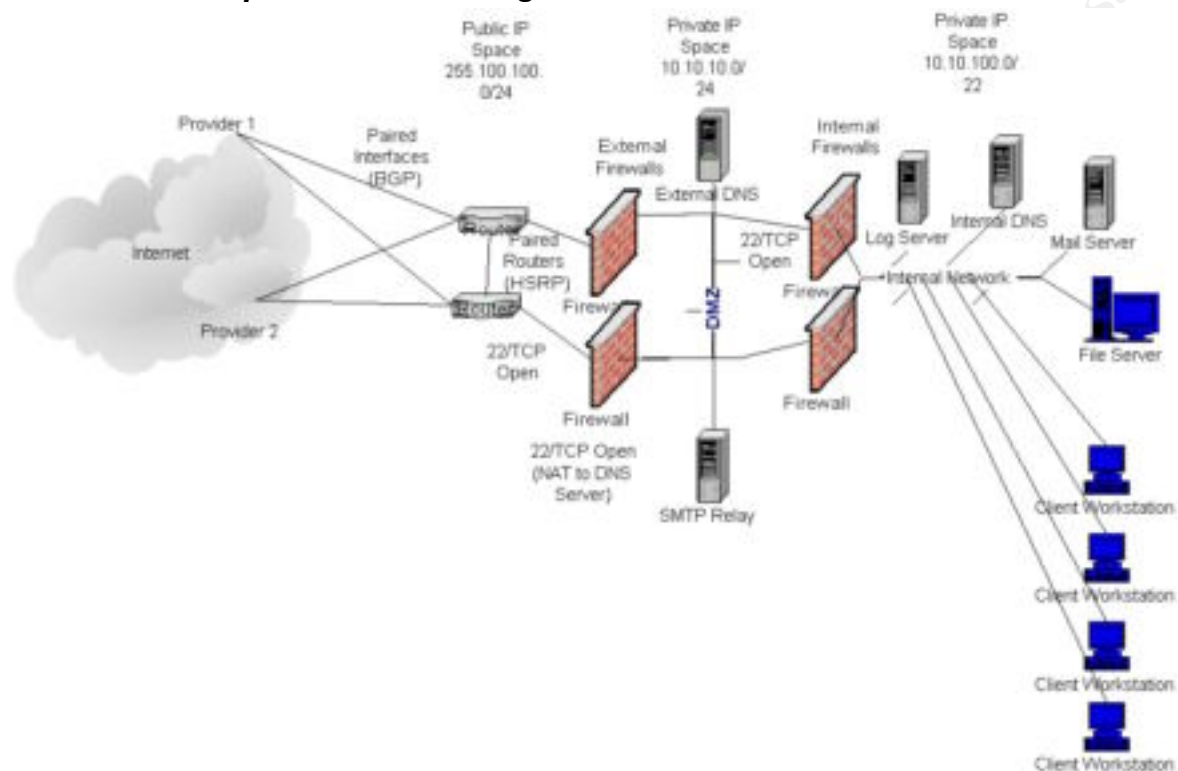 Public IP
Space
255.100.100.
0/24
Private IP
Space
10.10.10.0/
24
Private IP
Space
10.10.100.0/
22
Provider 1
Paired
Interfaces
(BGP)
External
Firewalls
Internal
Firewalls
External DNS
Internet
Router
Paired
Routers
(HSRP)
22/TCP
Open
Log Server
Internal DNS
Mail Server
Internal Network
Firewall
Firewall
DMZ
Router
Provider 2
22/TCP
Open
File Server
Firewall
Firewall
22/TCP Open
(NAT to DNS
Server)
SMTP Relay
Client Workstation
Client Workstation
Client Workstation
Client Workstation